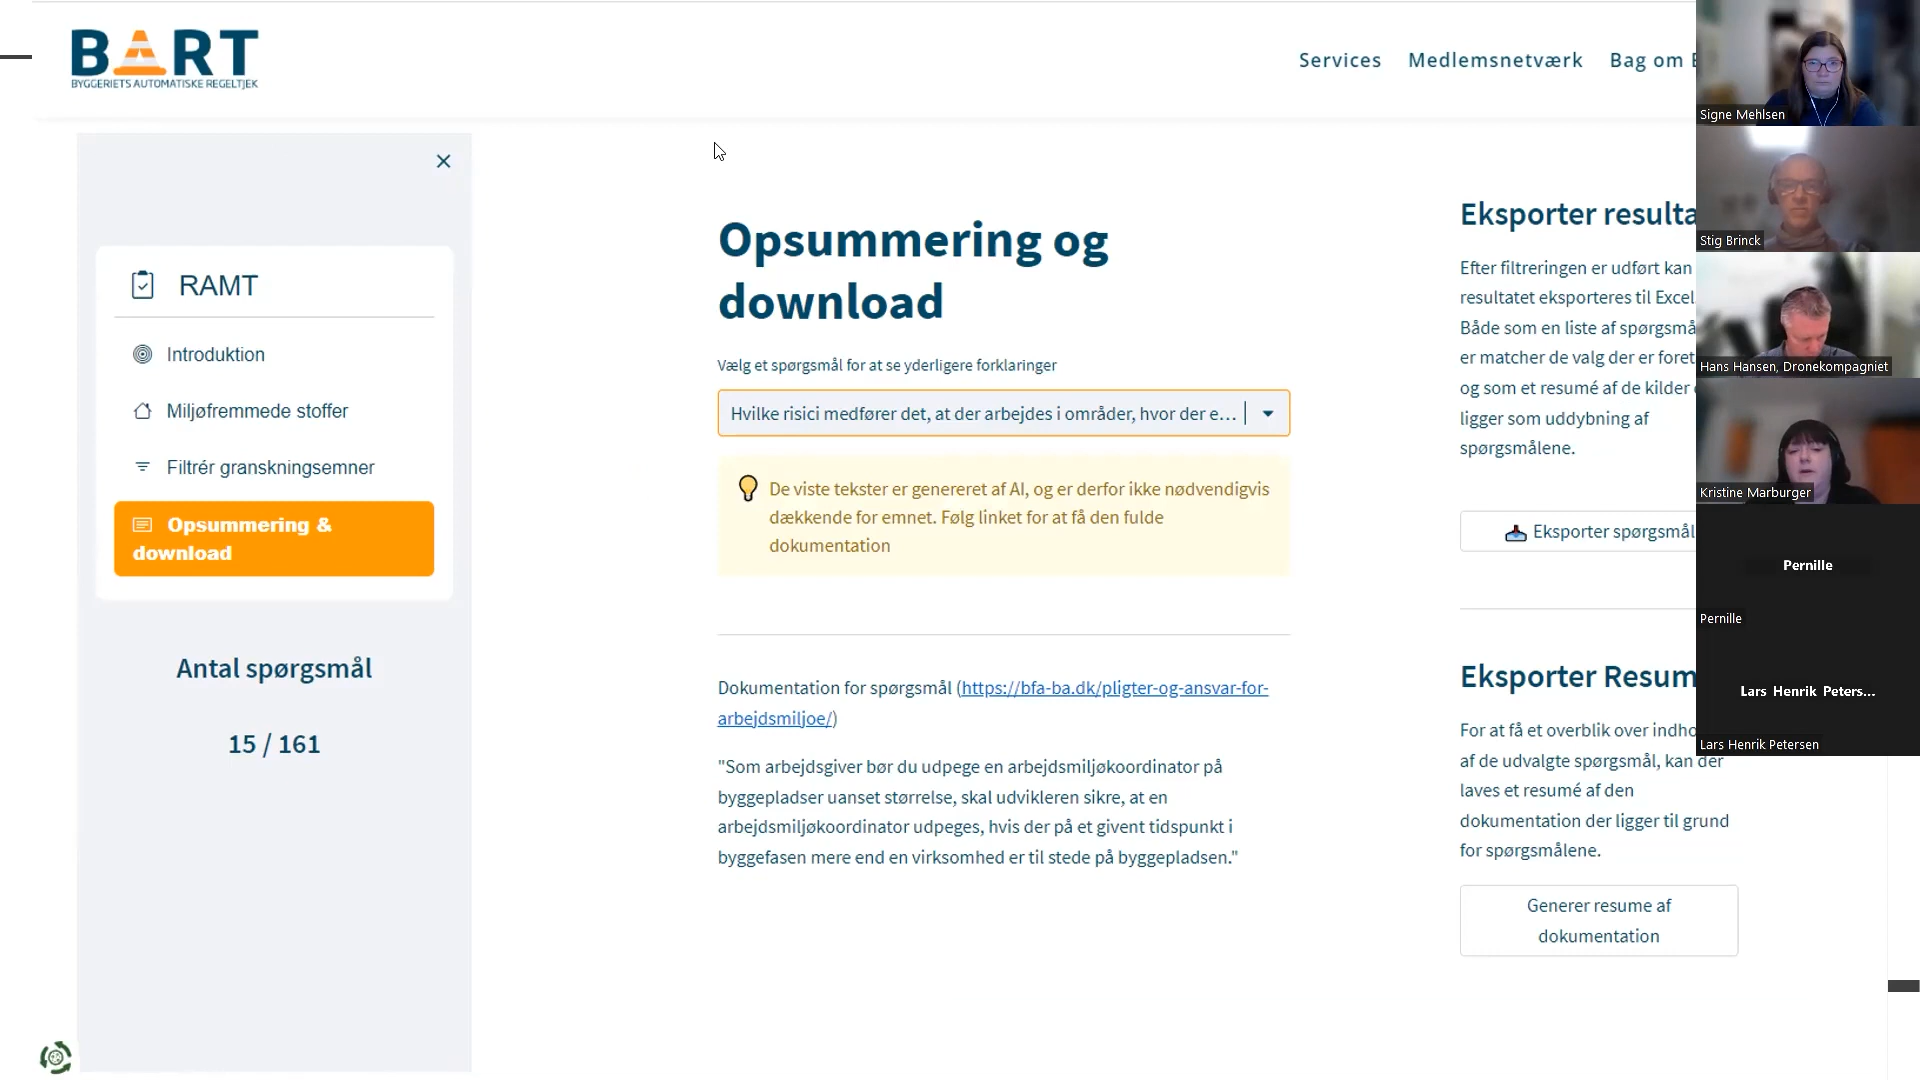 BART
BYGGERIETS AUTOMATISKE REGELTJEK
Services
Medlemsnetværk
Bag om
RAMT
Introduktion
Miljøfremmede stoffer
Filtrér granskningsemner
Opsummering &
download
Antal spørgsmål
15 / 161
Opsummering og
download
Vælg et spørgsmål for at se yderligere forklaringer
Hvilke risici medfører det, at der arbejdes i områder, hvor der e...
De viste tekster er genereret af AI, og er derfor ikke nødvendigvis
dækkende for emnet. Følg linket for at få den fulde
dokumentation
Dokumentation for spørgsmål (https://bfa-ba.dk/pligter-og-ansvar-for-
arbejdsmiljoe/)
"Som arbejdsgiver bør du udpege en arbejdsmiljøkoordinator på
byggepladser uanset størrelse, skal udvikleren sikre, at en
arbejdsmiljøkoordinator udpeges, hvis der på et givent tidspunkt i
byggefasen mere end en virksomhed er til stede på byggepladsen."
Eksporter resulta
Efter filtreringen er udført kan
resultatet eksporteres til Excel.
Både som en liste af spørgsmå
er matcher de valg der er foret
og som et resumé af de kilder
ligger som uddybning af
spørgsmålene.
Eksporter spørgsmål
Eksporter Resum
For at få et overblik over indho
af de udvalgte spørgsmål, kan der
laves et resumé af den
dokumentation der ligger til grund
for spørgsmålene.
Generer resume af
dokumentation
Signe Mehlsen
Stig Brinck
Hans Hansen, Dronekompagniet
Kristine Marburger
Pernille
Pernille
Lars Henrik Peters...
Lars Henrik Petersen